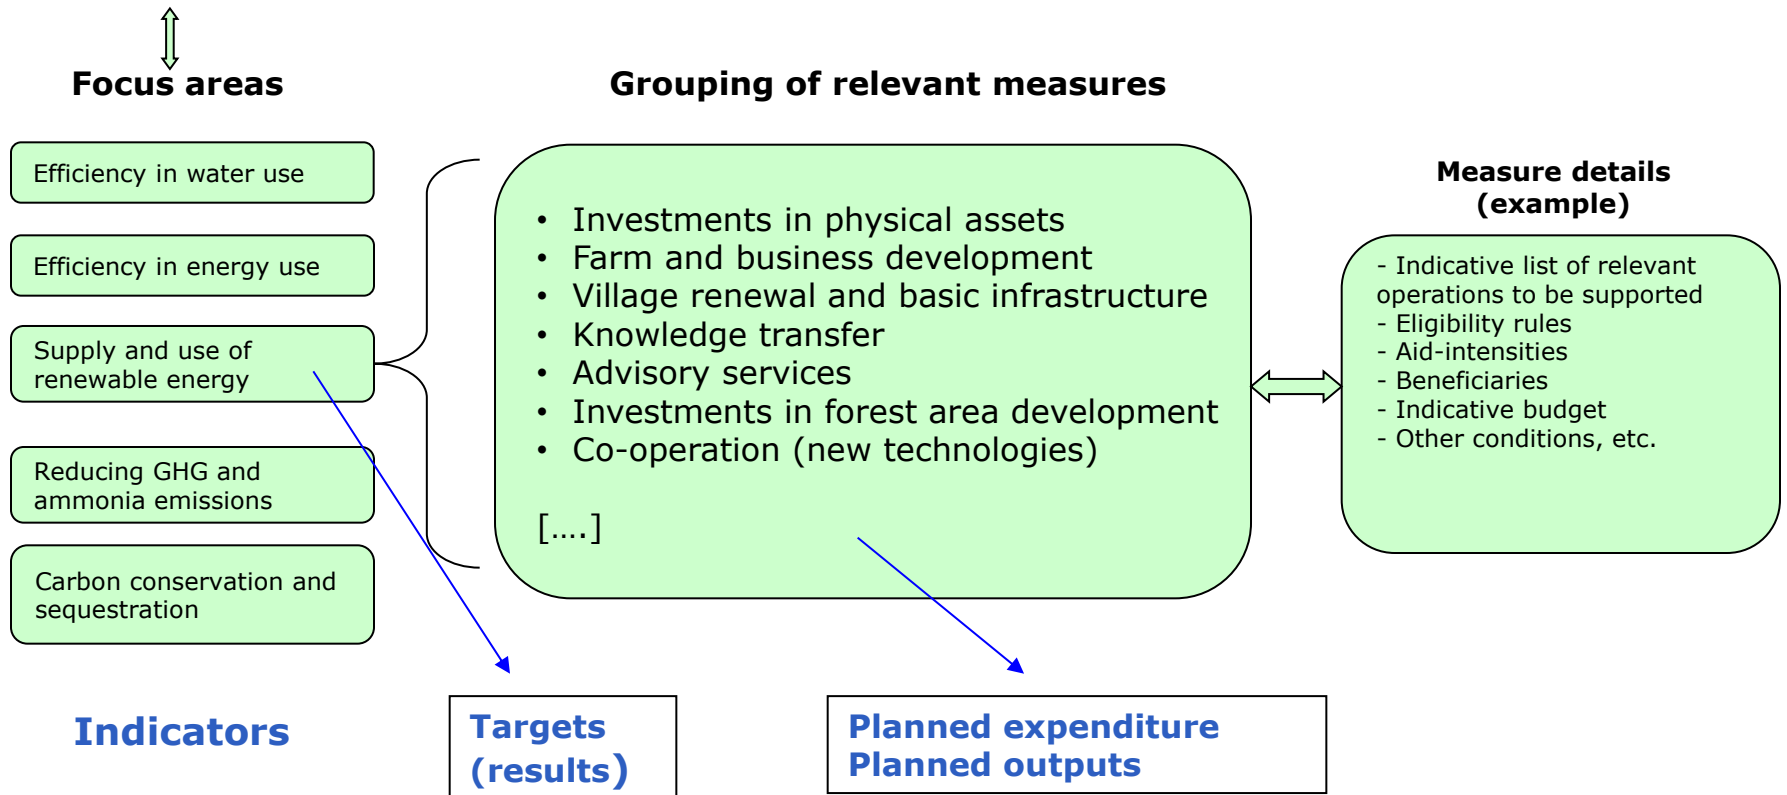 Focus areas
Grouping of relevant measures
Efficiency in water use
Efficiency in energy use
Supply and use of
renewable energy
Reducing GHG and
ammonia emissions
Carbon conservation and
sequestration
• Investments in physical assets
• Farm and business development
• Village renewal and basic infrastructure
• Knowledge transfer
• Advisory services
• Investments in forest area development
• Co-operation (new technologies)
[….]
Measure details
(example)
- Indicative list of relevant
operations to be supported
- Eligibility rules
- Aid-intensities
- Beneficiaries
- Indicative budget
- Other conditions, etc.
Indicators
Targets
(results)
Planned expenditure
Planned outputs